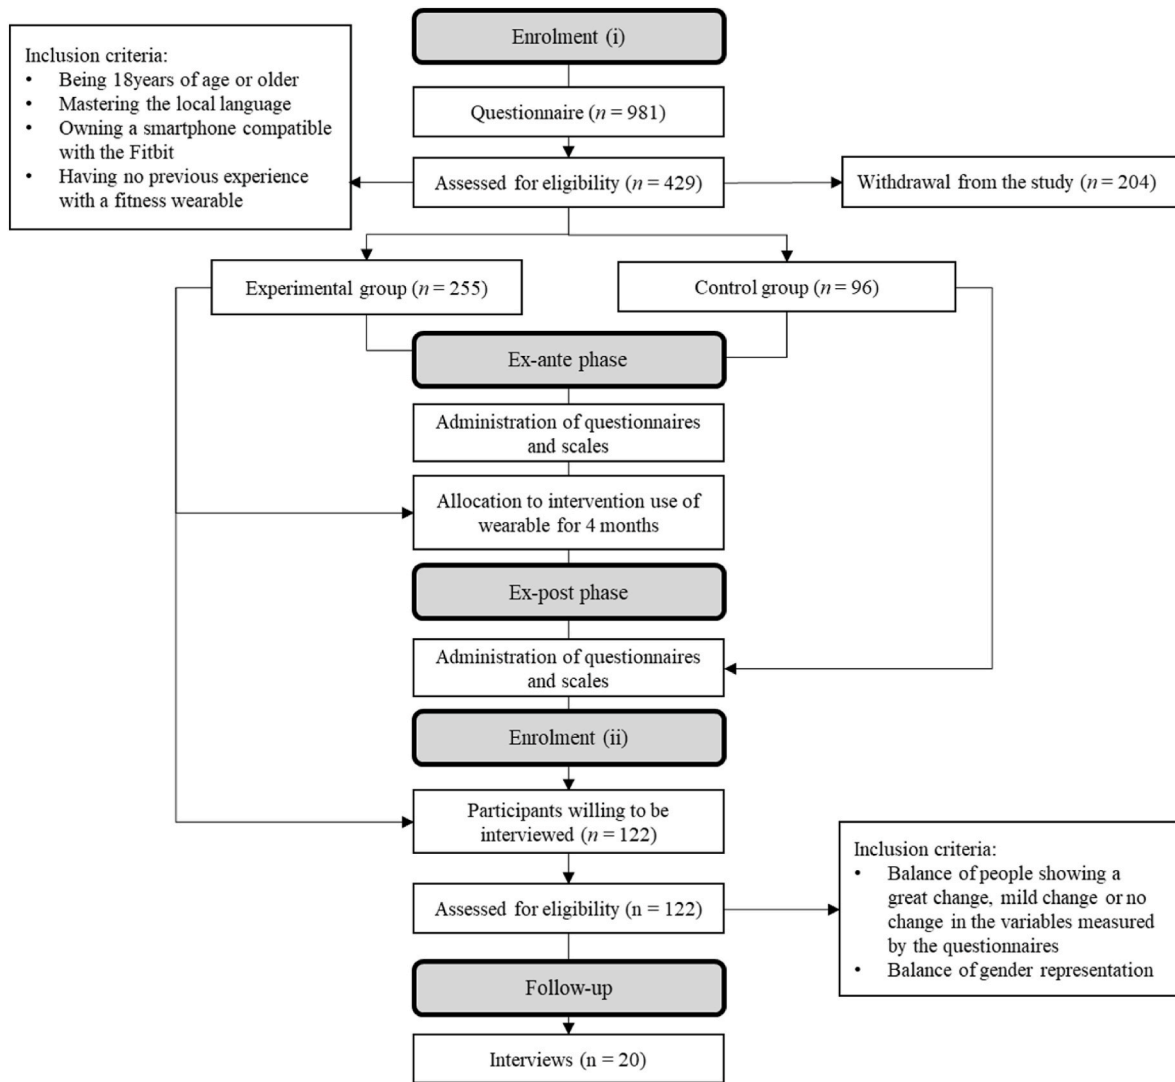 Enrolment (i)
Inclusion criteria:
• Being 18years of age or older
• Mastering the local language
• Owning a smartphone compatible
with the Fitbit
• Having no previous experience
with a fitness wearable
Questionnaire (n = 981)
Assessed for eligibility (n = 429)
Withdrawal from the study (n = 204)
Experimental group (n = 255)
Control group (n = 96)
Ex-ante phase
Administration of questionnaires
and scales
Allocation to intervention use of
wearable for 4 months
Ex-post phase
Administration of questionnaires
and scales
Enrolment (ii)
Participants willing to be
interviewed (n = 122)
Assessed for eligibility (n = 122)
Inclusion criteria:
• Balance of people showing a
great change, mild change or no
change in the variables measured
by the questionnaires
• Balance of gender representation
Follow-up
Interviews (n = 20)